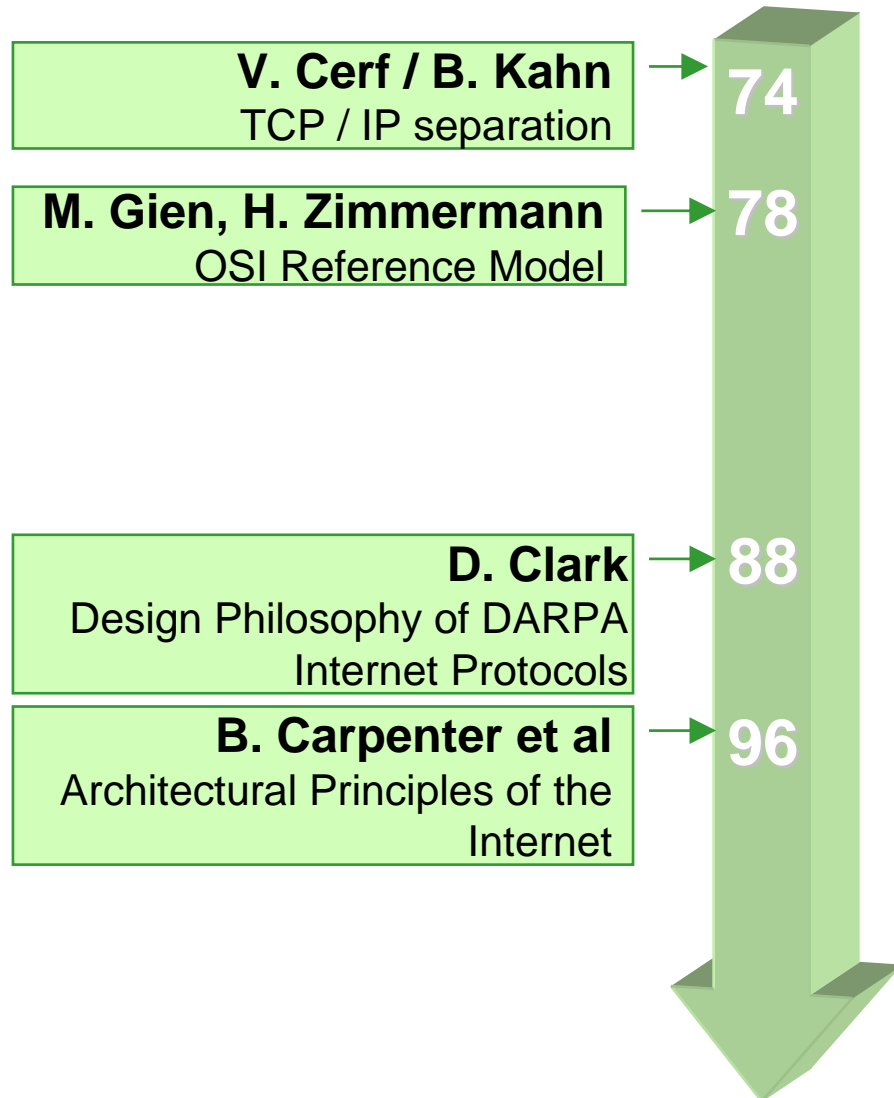 V. Cerf / B. Kahn
TCP / IP separation
74
M. Gien, H. Zimmermann
OSI Reference Model
78
D. Clark
Design Philosophy of DARPA
Internet Protocols
88
B. Carpenter et al
Architectural Principles of the
Internet
96